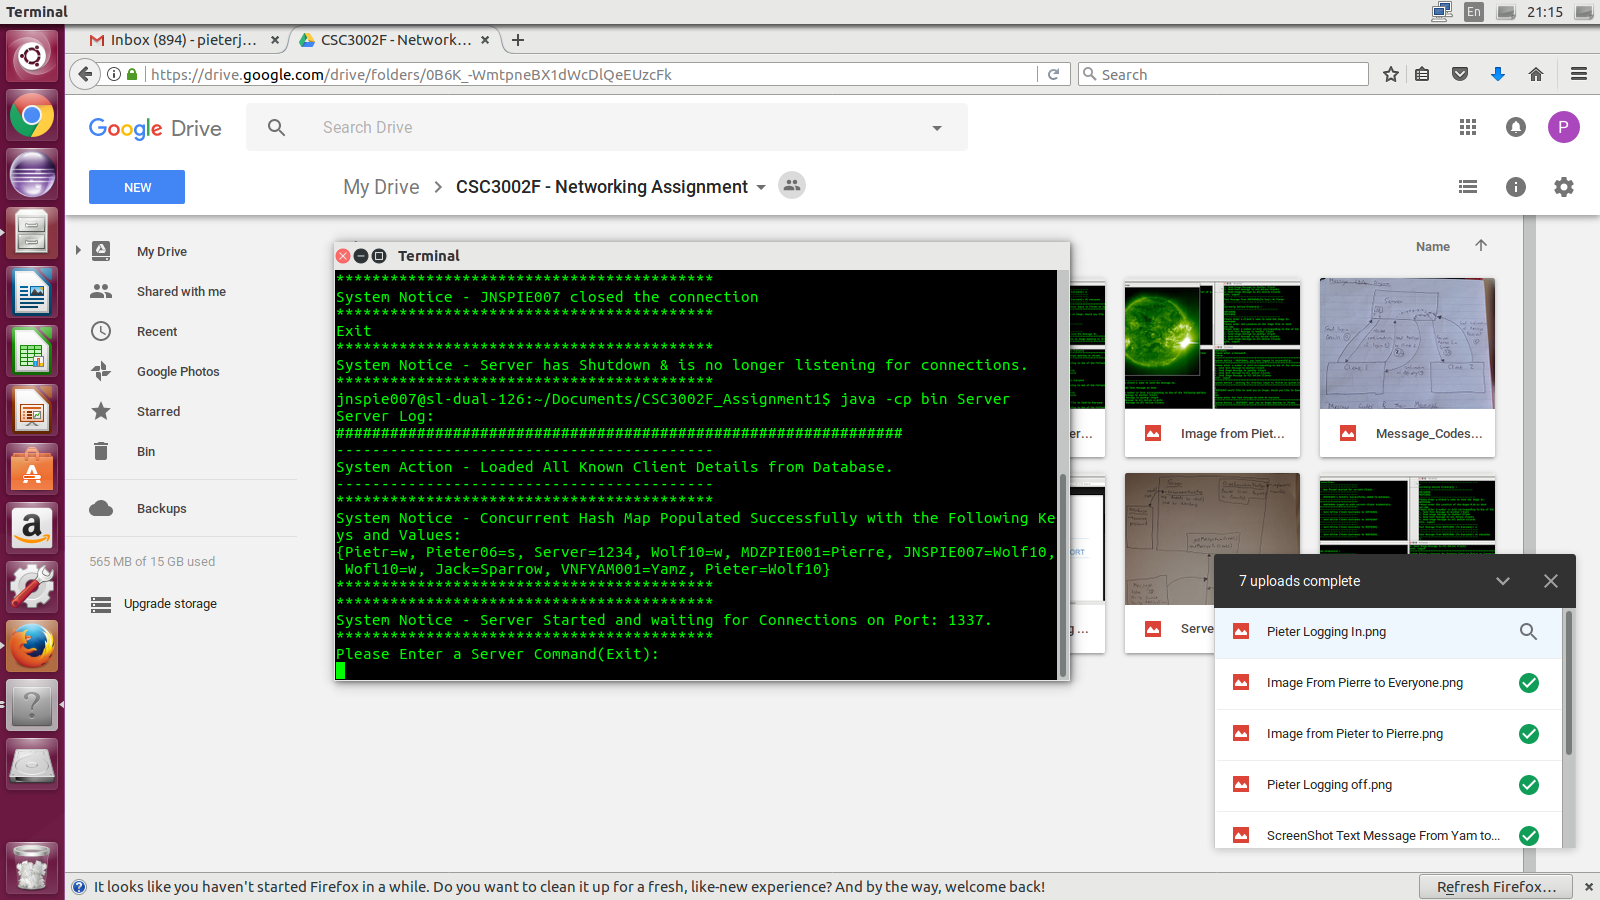 Terminal
En
21:15
Inbox (894) - pieterj...
CSC3002F - Network...
https://drive.google.com/drive/folders/0B6K_-WmtpneBX1dWcDlQeEUzcFk
Search
Google Drive
Search Drive
P
NEW
My Drive
CSC3002F - Networking Assignment
My Drive
Shared with me
Recent
Google Photos
Starred
Bin
Backups
565 MB of 15 GB used
Upgrade storage
Name
Terminal
******************************************
System Notice - JNSPIE007 closed the connection
******************************************
Exit
******************************************
System Notice - Server has Shutdown & is no longer listening for connections.
******************************************
jnspie007@sl-dual-126:~/Documents/CSC3002F_Assignment1$ java -cp bin Server
Server Log:
###############################################################
------------------------------------------
System Action - Loaded All Known Client Details from Database.
------------------------------------------
******************************************
System Notice - Concurrent Hash Map Populated Successfully with the Following Ke
ys and Values:
{Pietr=w, Pieter06=s, Server=1234, Wolf10=w, MDZPIE001=Pierre, JNSPIE007=Wolf10,
Wofl10=w, Jack=Sparrow, VNFYAM001=Yamz, Pieter=Wolf10}
******************************************
******************************************
System Notice - Server Started and waiting for Connections on Port: 1337.
******************************************
Please Enter a Server Command(Exit):
er...
Image from Piet...
Message_Codes...
g ...
Serve
7 uploads complete
Pieter Logging In.png
Image From Pierre to Everyone.png
Image from Pieter to Pierre.png
Pieter Logging off.png
ScreenShot Text Message From Yam to...
It looks like you haven't started Firefox in a while. Do you want to clean it up for a fresh, like-new experience? And by the way, welcome back!
Refresh Firefox...